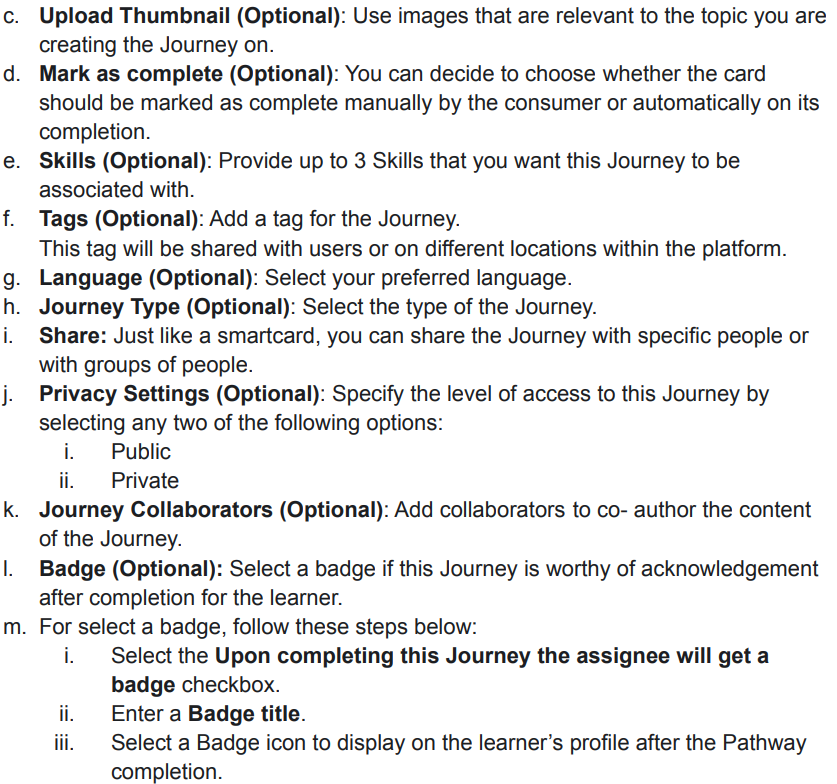 c. Upload Thumbnail (Optional): Use images that are relevant to the topic you are
creating the Journey on.
d. Mark as complete (Optional): You can decide to choose whether the card
should be marked as complete manually by the consumer or automatically on its
completion.
e. Skills (Optional): Provide up to 3 Skills that you want this Journey to be
associated with.
f. Tags (Optional): Add a tag for the Journey.
This tag will be shared with users or on different locations within the platform.
g. Language (Optional): Select your preferred language.
h. Journey Type (Optional): Select the type of the Journey.
i. Share: Just like a smartcard, you can share the Journey with specific people or
with groups of people.
j. Privacy Settings (Optional): Specify the level of access to this Journey by
selecting any two of the following options:
i. Public
ii. Private
k. Journey Collaborators (Optional): Add collaborators to co- author the content
of the Journey.
l. Badge (Optional): Select a badge if this Journey is worthy of acknowledgement
after completion for the learner.
m. For select a badge, follow these steps below:
i. Select the Upon completing this Journey the assignee will get a
badge checkbox.
ii. Enter a Badge title.
iii. Select a Badge icon to display on the learner’s profile after the Pathway
completion.